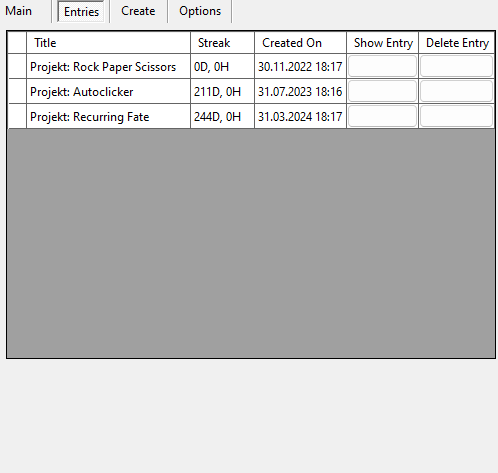 Main Entries Create Options
Title Streak Created On Show Entry Delete Entry
Projekt: Rock Paper Scissors 0D, 0H 30.11.2022 18:17
Projekt: Autoclicker 211D, 0H 31.07.2023 18:16
Projekt: Recurring Fate 244D, 0H 31.03.2024 18:17